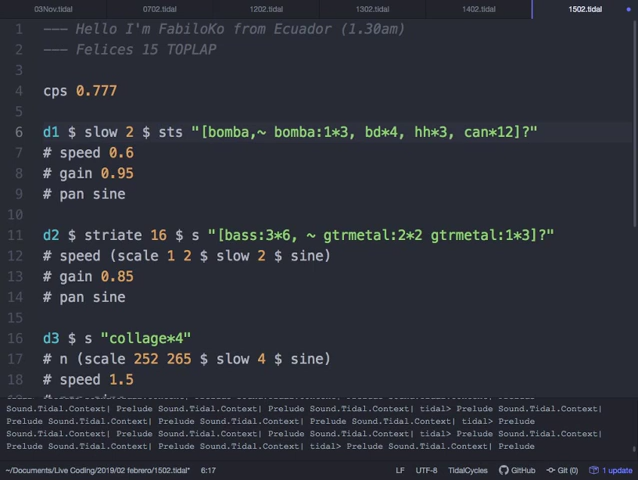 03Nov.tidal 0702.tidal 1202.tidal 1302.tidal 1402.tidal 1502.tidal
1 --- Hello I'm FabiloKo from Ecuador (1.30am)
2 --- Felices 15 TOPLAP
3
4 cps 0.777
5
6 d1 $ slow 2 $ sts "[bomba,~ bomba:1*3, bd*4, hh*3, can*12]?"
7 # speed 0.6
8 # gain 0.95
9 # pan sine
10
11 d2 $ striate 16 $ s "[bass:3*6, ~ gtrmetal:2*2 gtrmetal:1*3]?"
12 # speed (scale 1 2 $ slow 2 $ sine)
13 # gain 0.85
14 # pan sine
15
16 d3 $ s "collage*4"
17 # n (scale 252 265 $ slow 4 $ sine)
18 # speed 1.5
Sound.Tidal.Context| Prelude Sound.Tidal.Context| Prelude Sound.Tidal.Context| tidal> Prelude Sound.Tidal.Context|
Prelude Sound.Tidal.Context| Prelude Sound.Tidal.Context| Prelude Sound.Tidal.Context| tidal> Prelude
Sound.Tidal.Context| Prelude Sound.Tidal.Context| Prelude Sound.Tidal.Context| tidal> Prelude Sound.Tidal.Context|
Prelude Sound.Tidal.Context| Prelude Sound.Tidal.Context| tidal> Prelude Sound.Tidal.Context| Prelude
~/Documents/Live Coding/2019/02 febrero/1502.tidal* 6:17 LF UTF-8 TidalCycles GitHub Git (0) 1 update